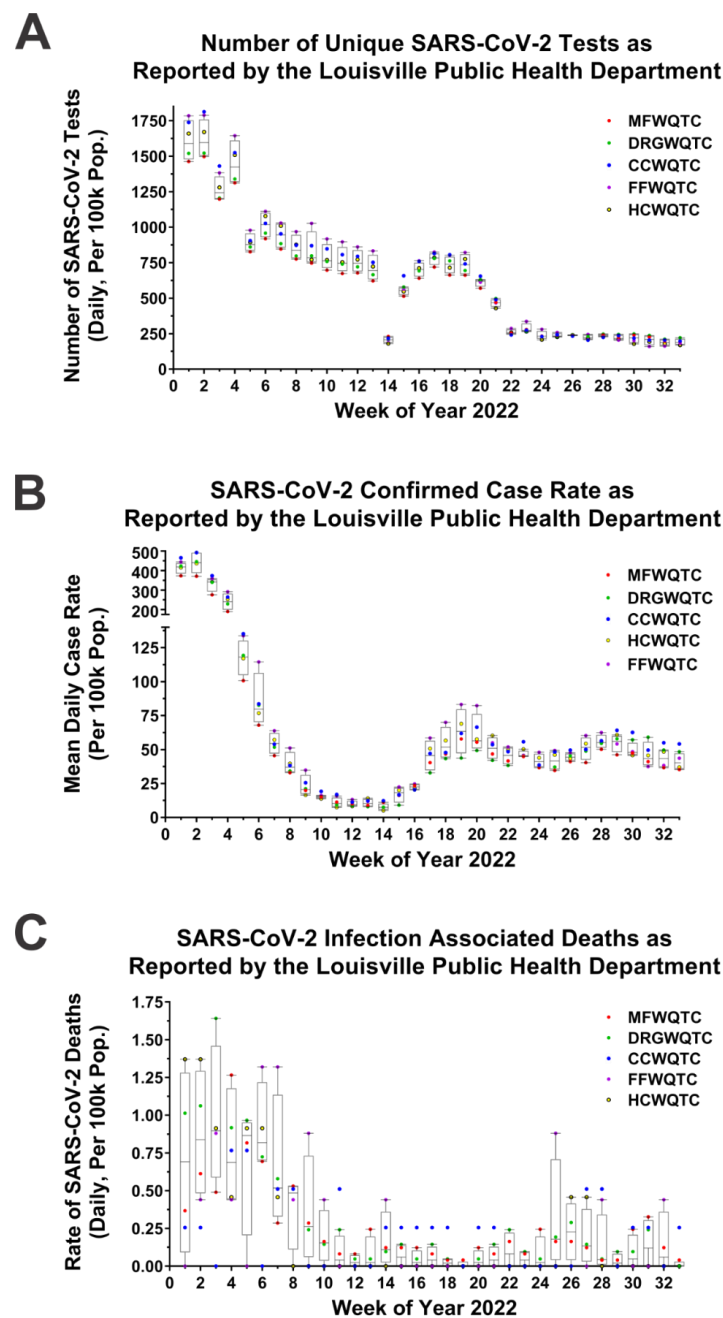 A
Number of Unique SARS-CoV-2 Tests as
Reported by the Louisville Public Health Department
Number of SARS-CoV-2 Tests
(Daily, Per 100k Pop.)
1750
1500
1250
1000
750
500
250
0
MFWQTC
DRGWQTC
CCWQTC
FFWQTC
HCWQTC
0 2 4 6 8 10 12 14 16 18 20 22 24 26 28 30 32
Week of Year 2022
B
SARS-CoV-2 Confirmed Case Rate as
Reported by the Louisville Public Health Department
Mean Daily Case Rate
(Per 100k Pop.)
500
400
300
200
125
100
75
50
25
0
MFWQTC
DRGWQTC
CCWQTC
HCWQTC
FFWQTC
0 2 4 6 8 10 12 14 16 18 20 22 24 26 28 30 32
Week of Year 2022
C
SARS-CoV-2 Infection Associated Deaths as
Reported by the Louisville Public Health Department
Rate of SARS-CoV-2 Deaths
(Daily, Per 100k Pop.)
1.75
1.50
1.25
1.00
0.75
0.50
0.25
0.00
MFWQTC
DRGWQTC
CCWQTC
FFWQTC
HCWQTC
0 2 4 6 8 10 12 14 16 18 20 22 24 26 28 30 32
Week of Year 2022